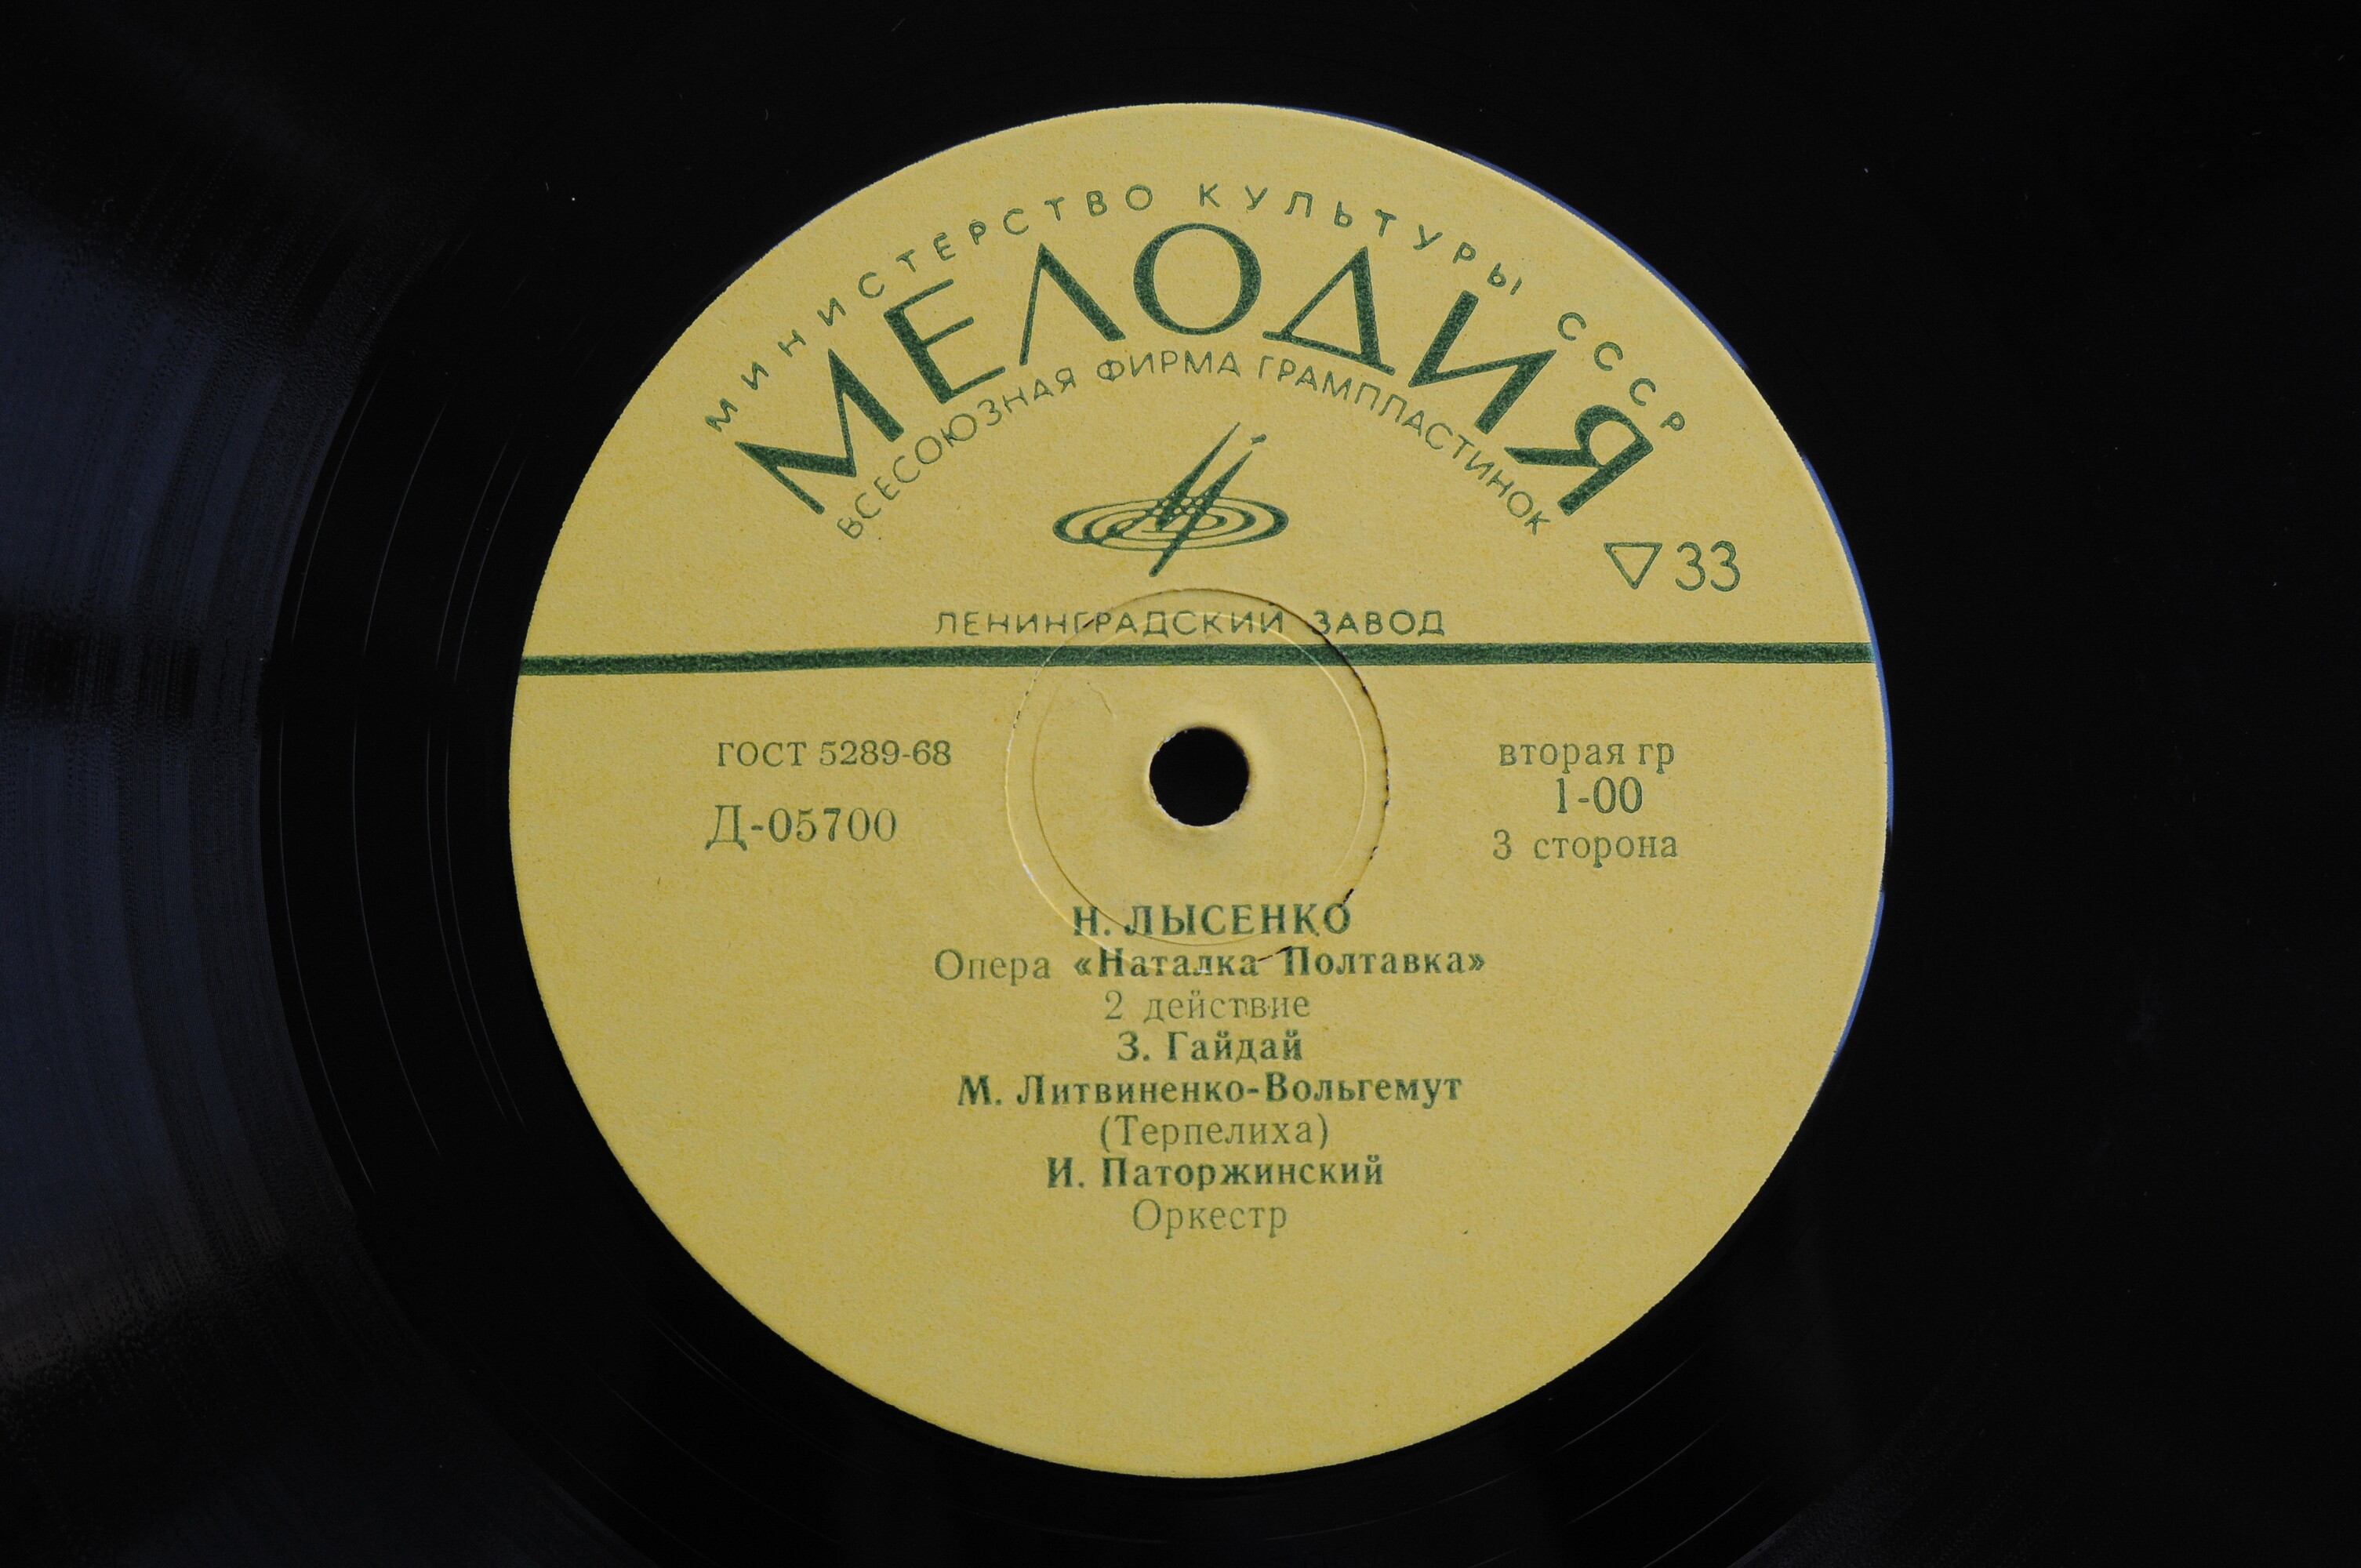 МИНИСТЕРСТВО КУЛЬТУРЫ СССР
МЕЛОДИЯ
ВСЕСОЮЗНАЯ ФИРМА ГРАМПЛАСТИНОК
33
ЛЕНИНГРАДСКИЙ ЗАВОД
ГОСТ 5289-68
Д-05700
вторая гр
1-00
3 сторона
Н. ЛЫСЕНКО
Опера «Наталка Полтавка»
2 действие
З. Гайдай
М. Литвиненко-Вольгемут
(Терпелиха)
И. Паторжинский
Оркестр